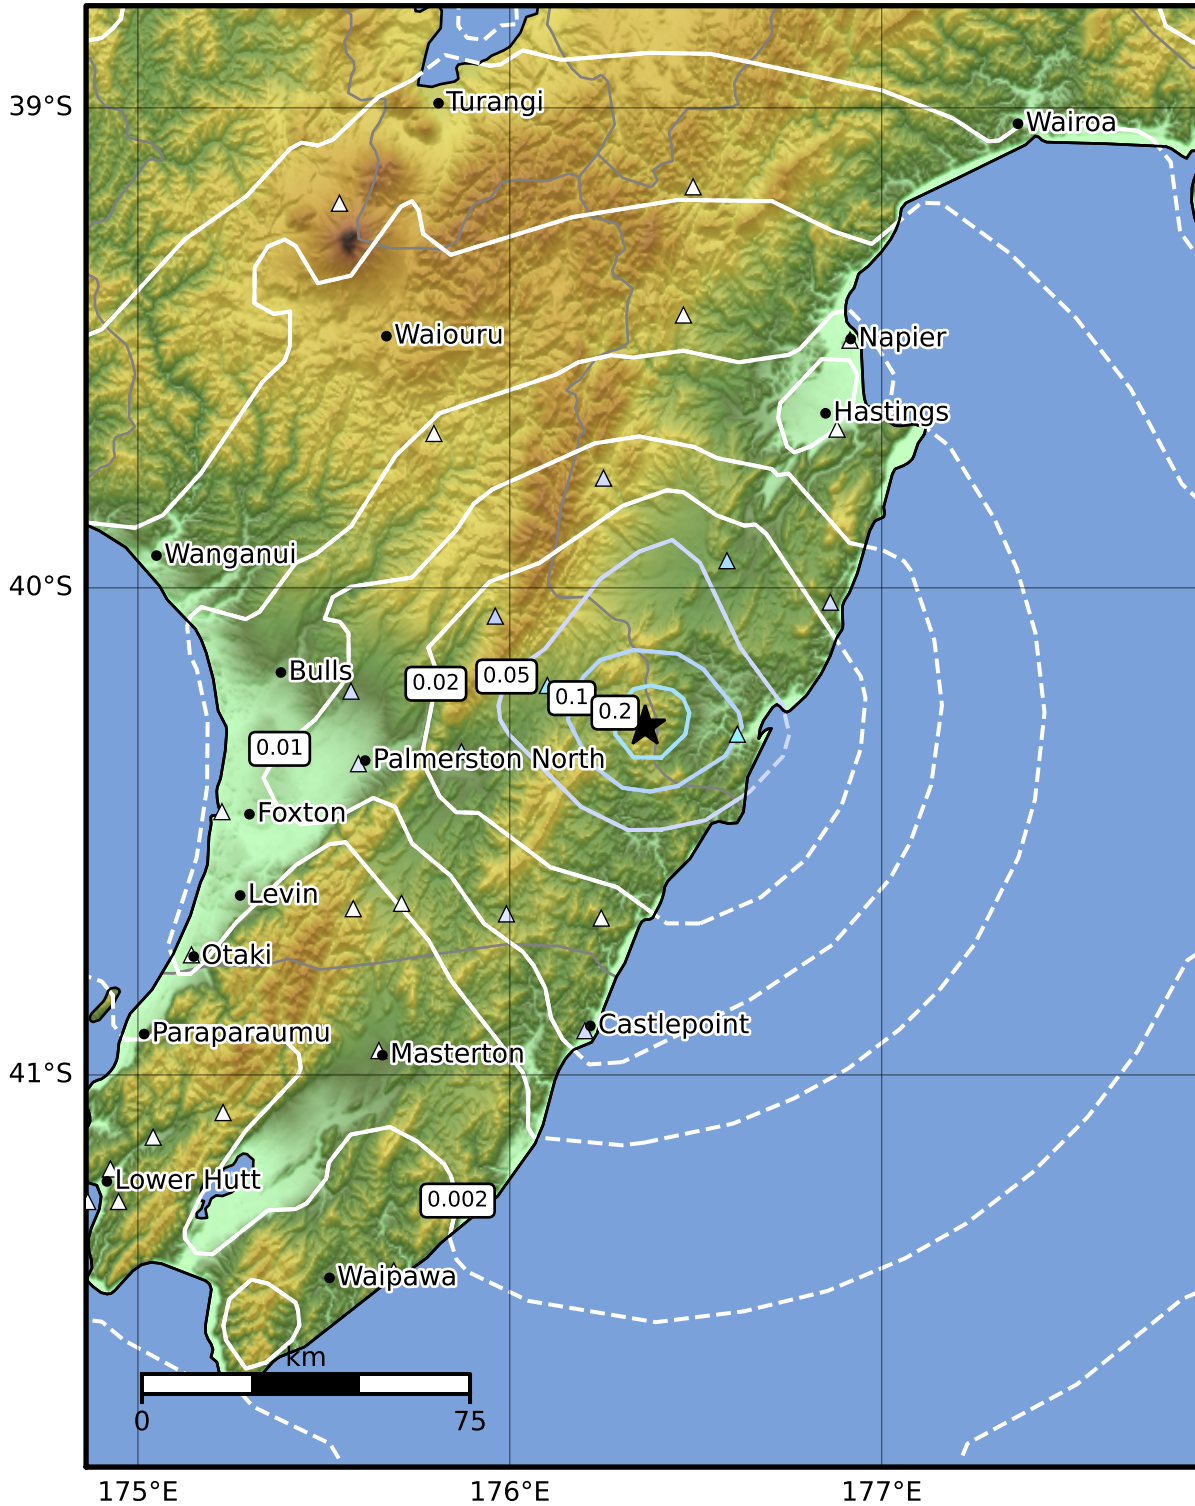 39°S
Turangi
Wairoa
Waiouru
Napier
Hastings
Wanganui
40°S
Bulls
0.02
0.05
0.1
0.2
0.01
Palmerston North
Foxton
Levin
Otaki
Castlepoint
Paraparaumu
Masterton
41°S
Lower Hutt
0.002
Waipawa
km
0
75
175°E
176°E
177°E